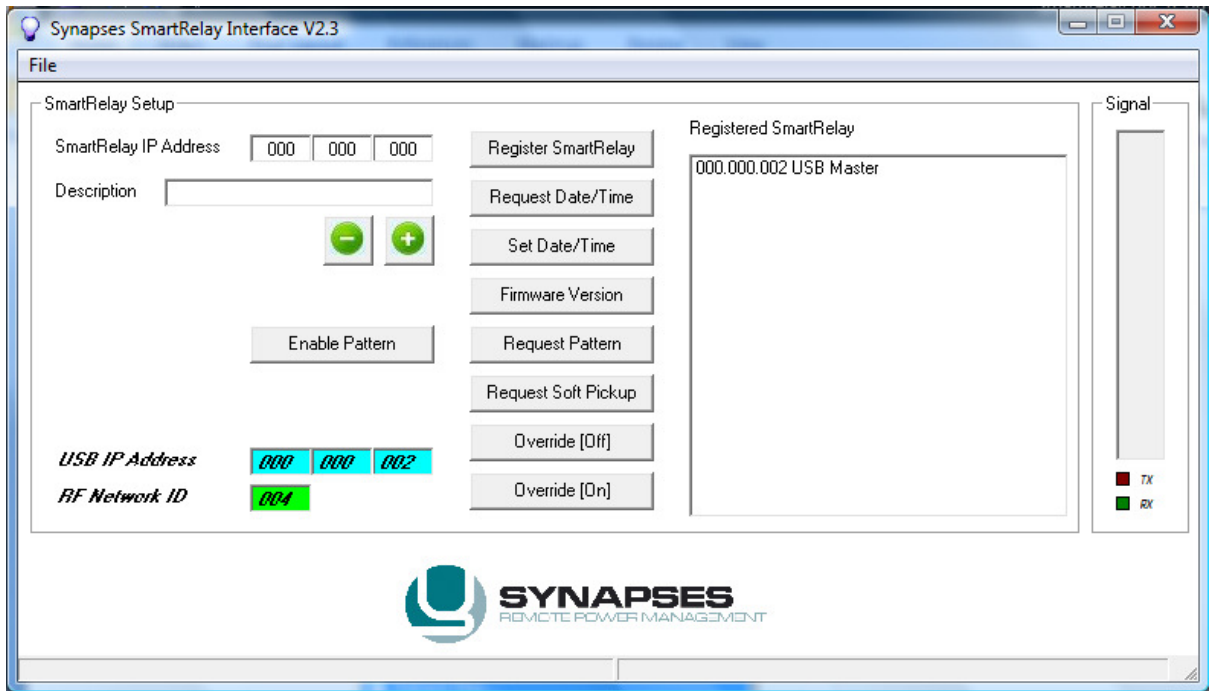 Synapses SmartRelay Interface V2.3
File
SmartRelay Setup
SmartRelay IP Address
000 000 000
Description
Enable Pattern
USB IP Address
000 000 002
RF Network ID
004
Register SmartRelay
Request Date/Time
Set Date/Time
Firmware Version
Request Pattern
Request Soft Pickup
Override [Off]
Override [On]
Registered SmartRelay
000.000.002 USB Master
Signal
TX
RX
SYNAPSES
REMOTE POWER MANAGEMENT